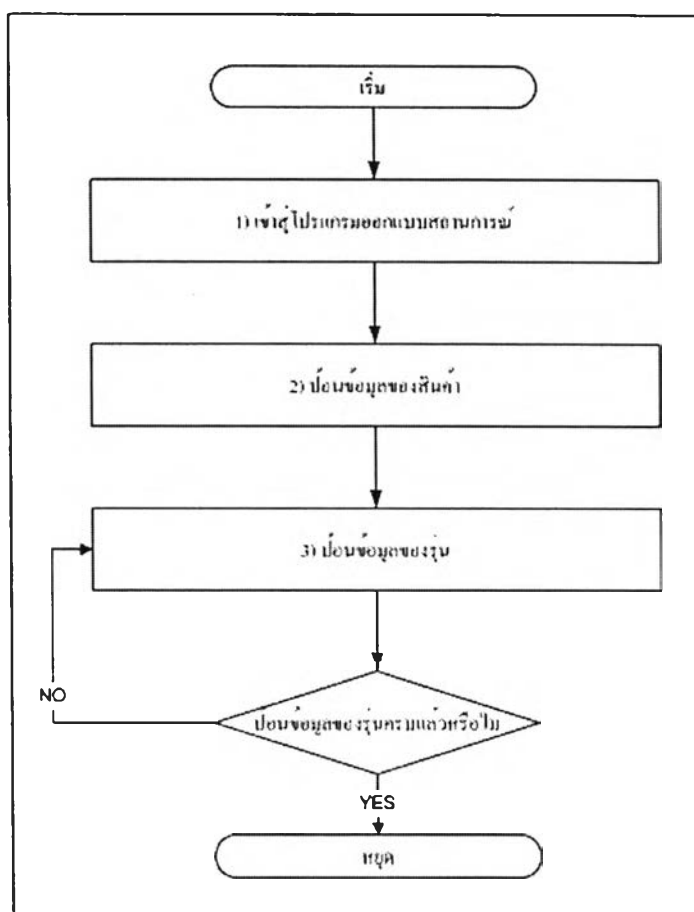 เริ่ม
1) เข้าสู่โปรแกรมออกแบบสถานการณ์
2) ป้อนข้อมูลของสินค้า
3) ป้อนข้อมูลของรุ่น
NO
ป้อนข้อมูลของรุ่นครบแล้วหรือไม่
YES
หยุด